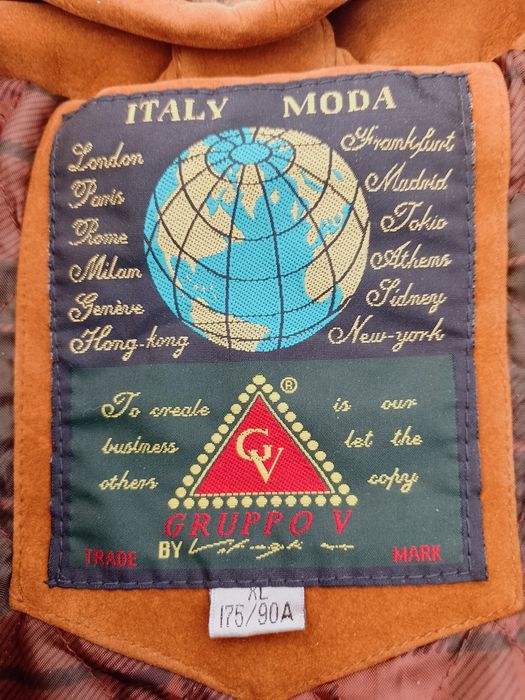 ITALY MODA
London
Paris
Rome
Milan
Genève
Hong-kong
Frankfurt
Madrid
Tokio
Athens
Sidney
New-york
To create is our
business let the
others copy
®
GV
GRUPPO V
TRADE BY MARK
XL
175/90A